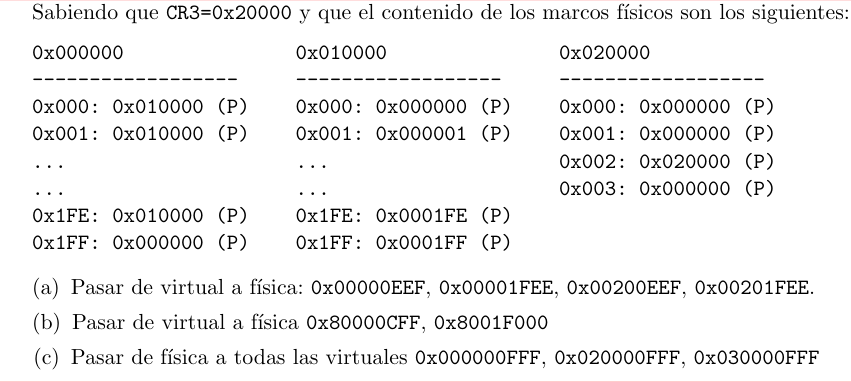 Sabiendo que CR3=0x20000 y que el contenido de los marcos físicos son los siguientes:
0x000000 0x010000 0x020000
------------------ ------------------ ------------------
0x000: 0x010000 (P) 0x000: 0x000000 (P) 0x000: 0x000000 (P)
0x001: 0x010000 (P) 0x001: 0x000001 (P) 0x001: 0x000000 (P)
... ... 0x002: 0x020000 (P)
... ... 0x003: 0x000000 (P)
0x1FE: 0x010000 (P) 0x1FE: 0x0001FE (P)
0x1FF: 0x000000 (P) 0x1FF: 0x0001FF (P)
(a) Pasar de virtual a física: 0x00000EEF, 0x00001FEE, 0x00200EEF, 0x00201FEE.
(b) Pasar de virtual a física 0x80000CFF, 0x8001F000
(c) Pasar de física a todas las virtuales 0x000000FFF, 0x020000FFF, 0x030000FFF